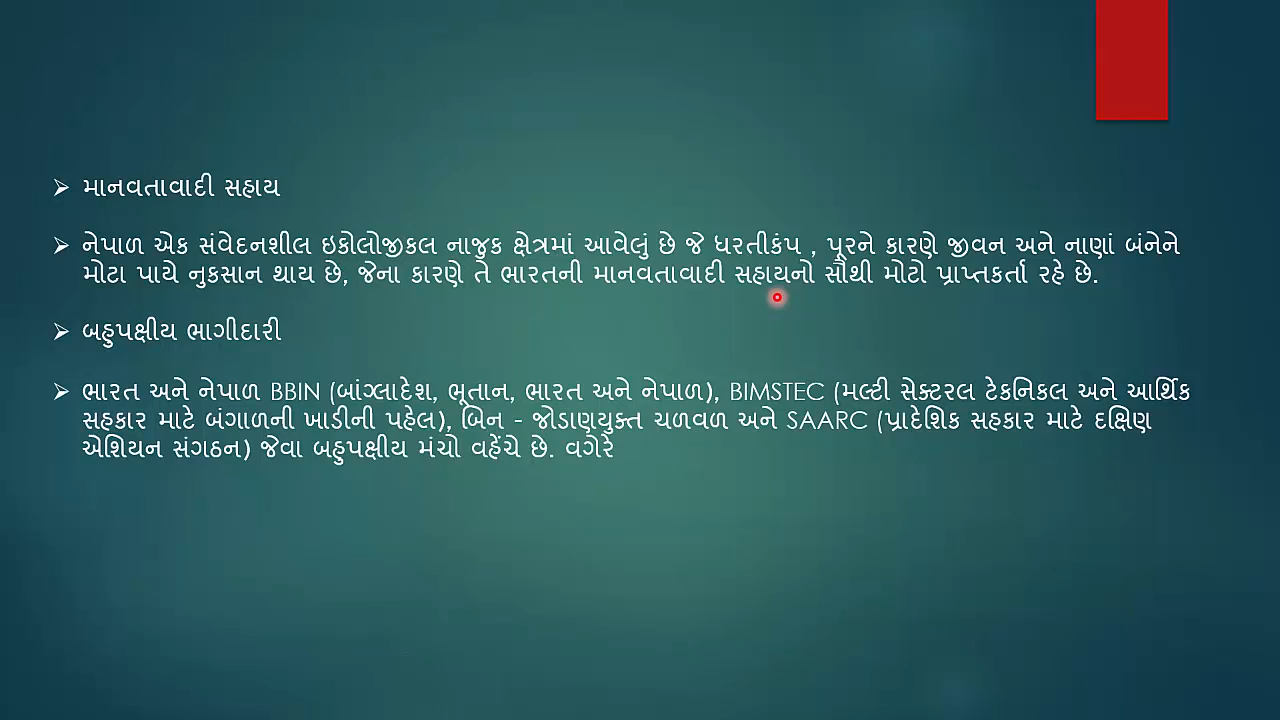 માનવતાવાદી સહાય
નેપાળ એક સંવેદનશીલ ઇકોલોજીકલ નાજુક ક્ષેત્રમાં આવેલું છે જે ધરતીકંપ , પૂરને કારણે જીવન અને નાણાં બંનેને
મોટા પાયે નુકસાન થાય છે, જેના કારણે તે ભારતની માનવતાવાદી સહાયનો સૌથી મોટો પ્રાપ્તકર્તા રહે છે.
બહુપક્ષીય ભાગીદારી
ભારત અને નેપાળ BBIN (બાંગ્લાદેશ, ભૂતાન, ભારત અને નેપાળ), BIMSTEC (મલ્ટી સેક્ટરલ ટેકનિકલ અને આર્થિક
સહકાર માટે બંગાળની ખાડીની પહેલ), બિન - જોડાણયુક્ત ચળવળ અને SAARC (પ્રાદેશિક સહકાર માટે દક્ષિણ
એશિયન સંગઠન) જેવા બહુપક્ષીય મંચો વહેંચે છે. વગેરે